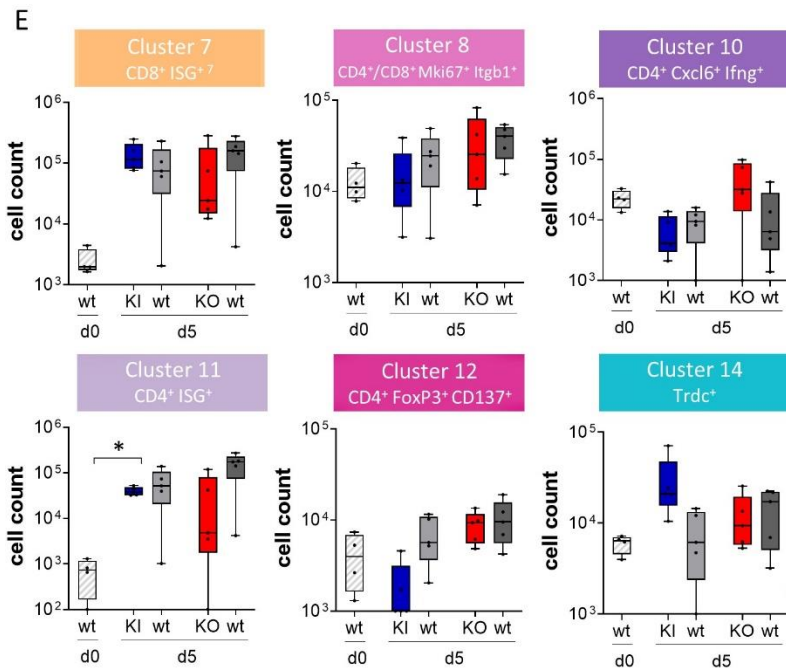 E
Cluster 7
CD8⁺ ISG⁺ ⁷
Cluster 8
CD4⁺/CD8⁺ Mki67⁺ Itgb1⁺
Cluster 10
CD4⁺ Cxcl6⁺ Ifng⁺
cell count
10⁶
10⁵
10⁴
10³
wt KI wt KO wt
d0 d5
cell count
10⁵
10⁴
10³
wt KI wt KO wt
d0 d5
cell count
10⁶
10⁵
10⁴
10³
wt KI wt KO wt
d0 d5
Cluster 11
CD4⁺ ISG⁺
Cluster 12
CD4⁺ FoxP3⁺ CD137⁺
Cluster 14
Trdc⁺
cell count
10⁶
10⁵
10⁴
10³
10²
*
wt KI wt KO wt
d0 d5
cell count
10⁵
10⁴
10³
wt KI wt KO wt
d0 d5
cell count
10⁵
10⁴
10³
wt KI wt KO wt
d0 d5